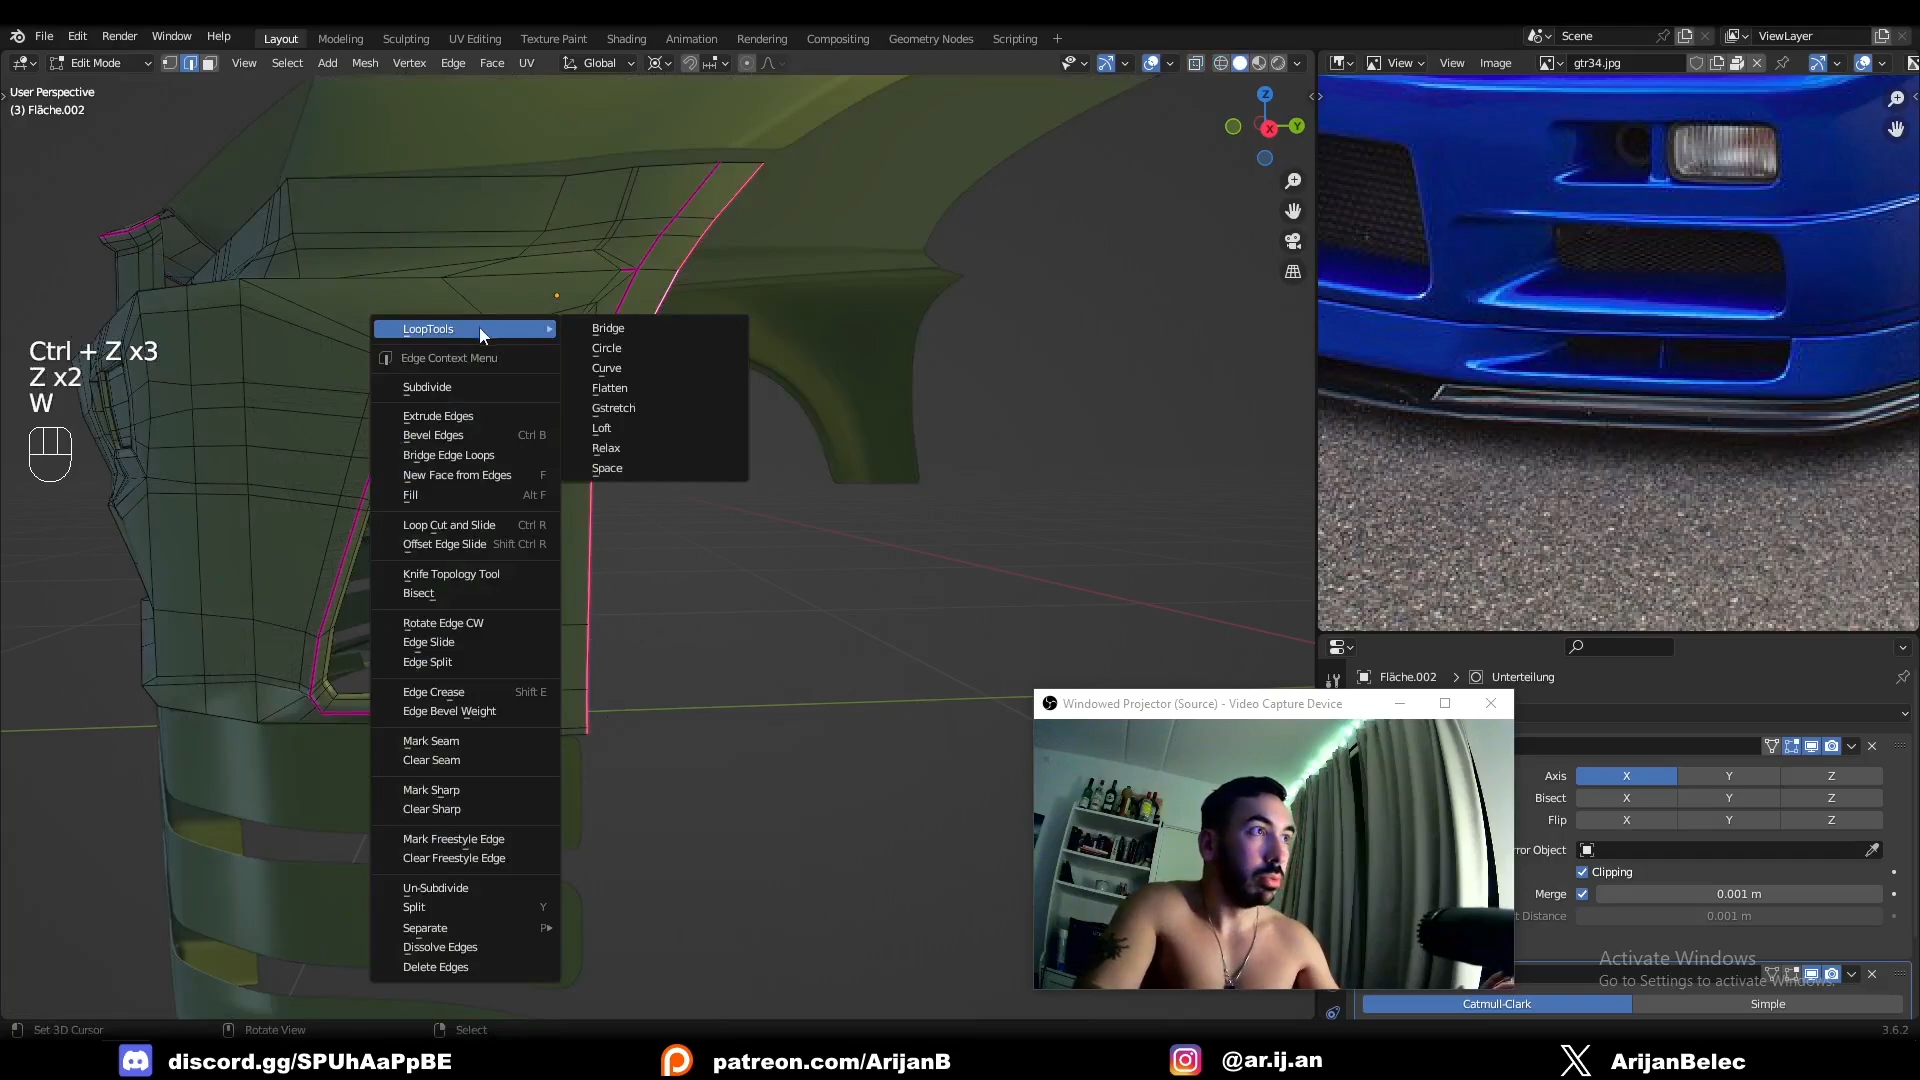 File Edit Render Window Help Layout Modeling Sculpting UV Editing Texture Paint Shading Animation Rendering Compositing Geometry Nodes Scripting + Scene ViewLayer
Edit Mode View Select Add Mesh Vertex Edge Face UV Global View View Image gtr34.jpg
User Perspective
(3) Fläche.002
Z
Y
X
Ctrl + Z x3
Z x2
W
LoopTools
Edge Context Menu
Subdivide
Extrude Edges
Bevel Edges Ctrl B
Bridge Edge Loops
New Face from Edges F
Fill Alt F
Loop Cut and Slide Ctrl R
Offset Edge Slide Shift Ctrl R
Knife Topology Tool
Bisect
Rotate Edge CW
Edge Slide
Edge Split
Edge Crease Shift E
Edge Bevel Weight
Mark Seam
Clear Seam
Mark Sharp
Clear Sharp
Mark Freestyle Edge
Clear Freestyle Edge
Un-Subdivide
Split Y
Separate P
Dissolve Edges
Delete Edges
Bridge
Circle
Curve
Flatten
Gstretch
Loft
Relax
Space
Fläche.002 > Unterteilung
Windowed Projector (Source) - Video Capture Device
Axis X Y Z
Bisect X Y Z
Flip X Y Z
ror Object
Clipping
Merge 0.001 m
t Distance 0.001 m
Activate Windows
Go to Settings to activate Windows.
Catmull-Clark Simple
Set 3D Cursor Rotate View Select 3.6.2
discord.gg/SPUhAaPpBE patreon.com/ArijanB @ar.ij.an ArijanBelec